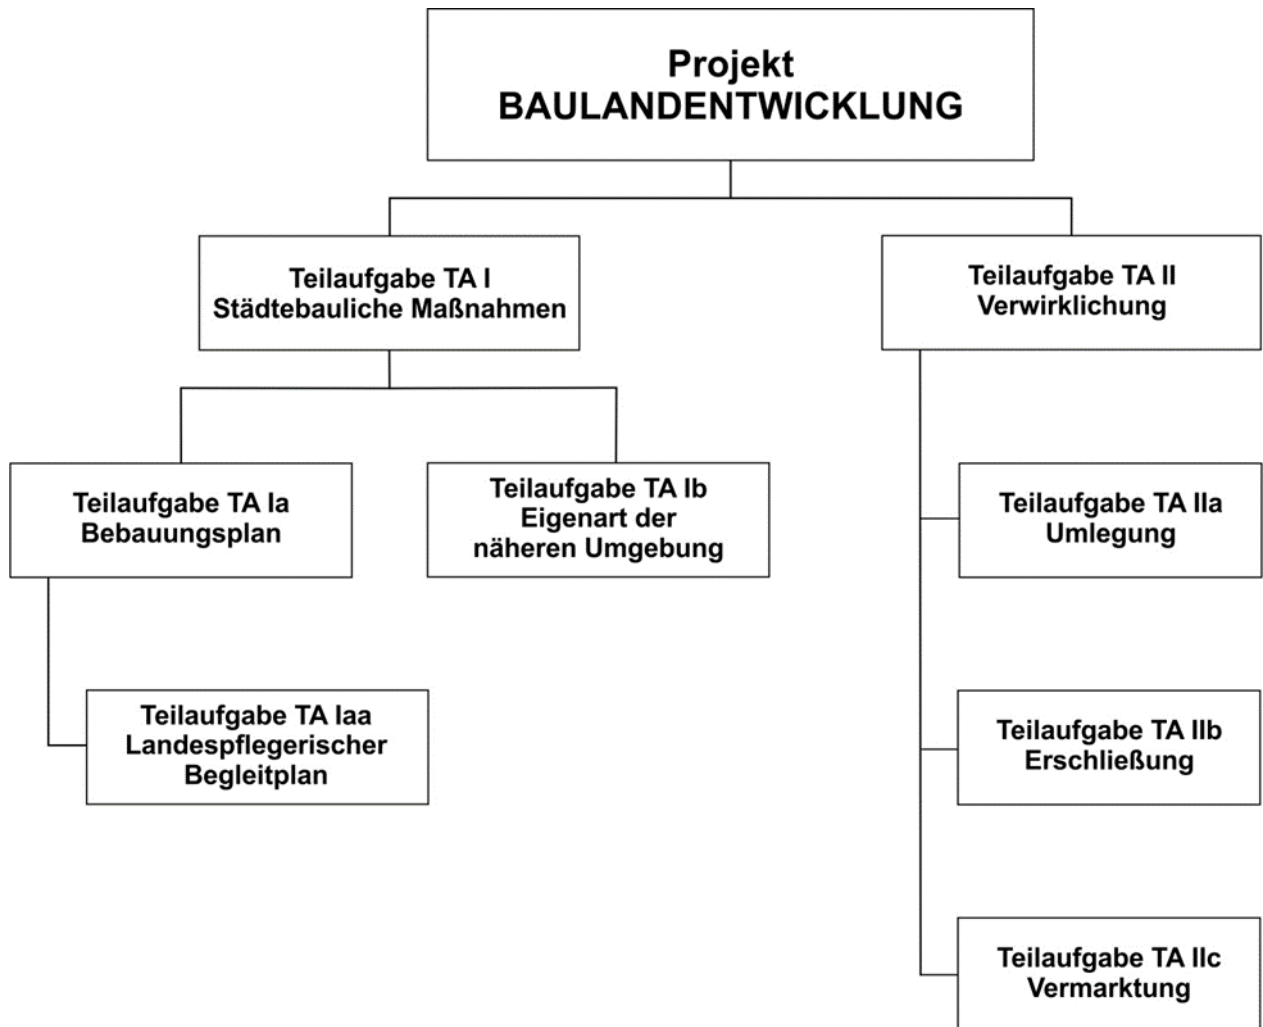 Projekt
BAULANDENTWICKLUNG
Teilaufgabe TA I
Städtebauliche Maßnahmen
Teilaufgabe TA II
Verwirklichung
Teilaufgabe TA Ia
Bebauungsplan
Teilaufgabe TA Ib
Eigenart der
näheren Umgebung
Teilaufgabe TA IIa
Umlegung
Teilaufgabe TA Iaa
Landespflegerischer
Begleitplan
Teilaufgabe TA IIb
Erschließung
Teilaufgabe TA IIc
Vermarktung